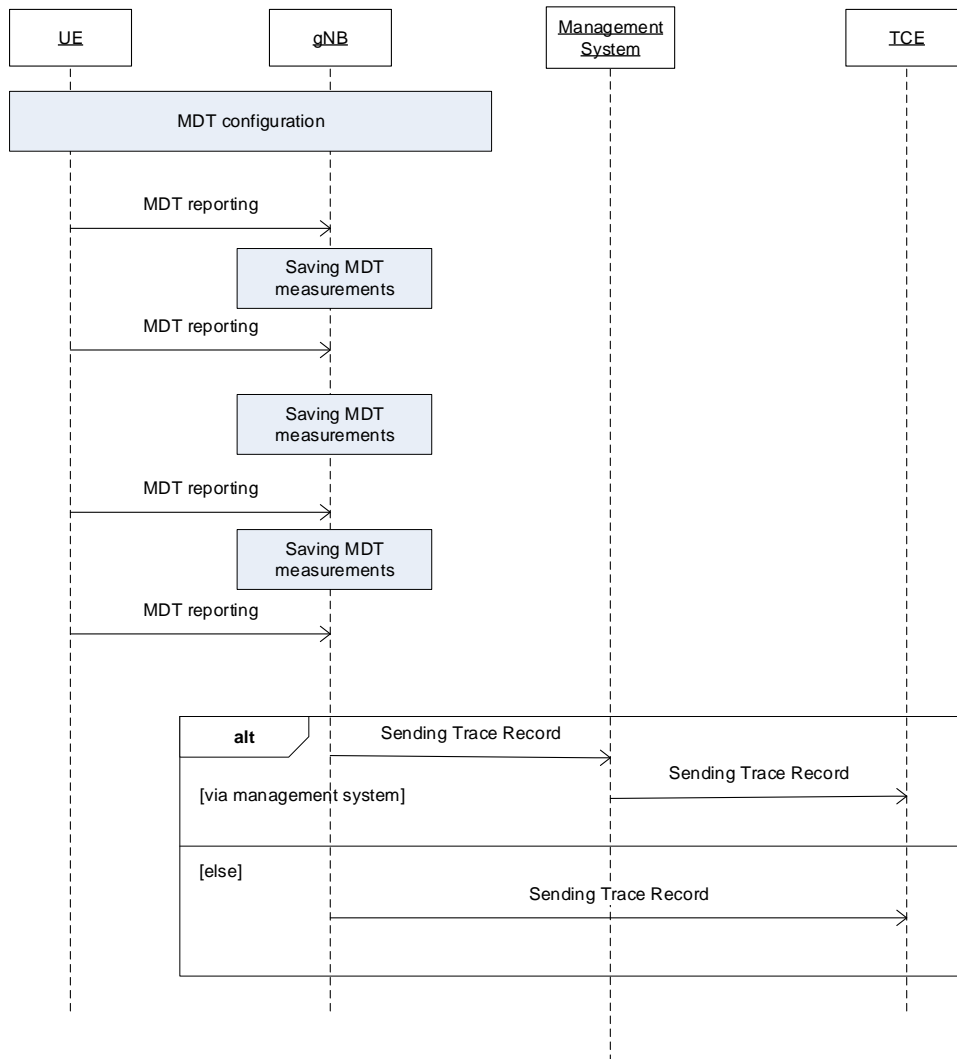 UE
gNB
Management
System
TCE
MDT configuration
MDT reporting
Saving MDT
measurements
MDT reporting
Saving MDT
measurements
MDT reporting
Saving MDT
measurements
MDT reporting
alt
Sending Trace Record
Sending Trace Record
[via management system]
[else]
Sending Trace Record